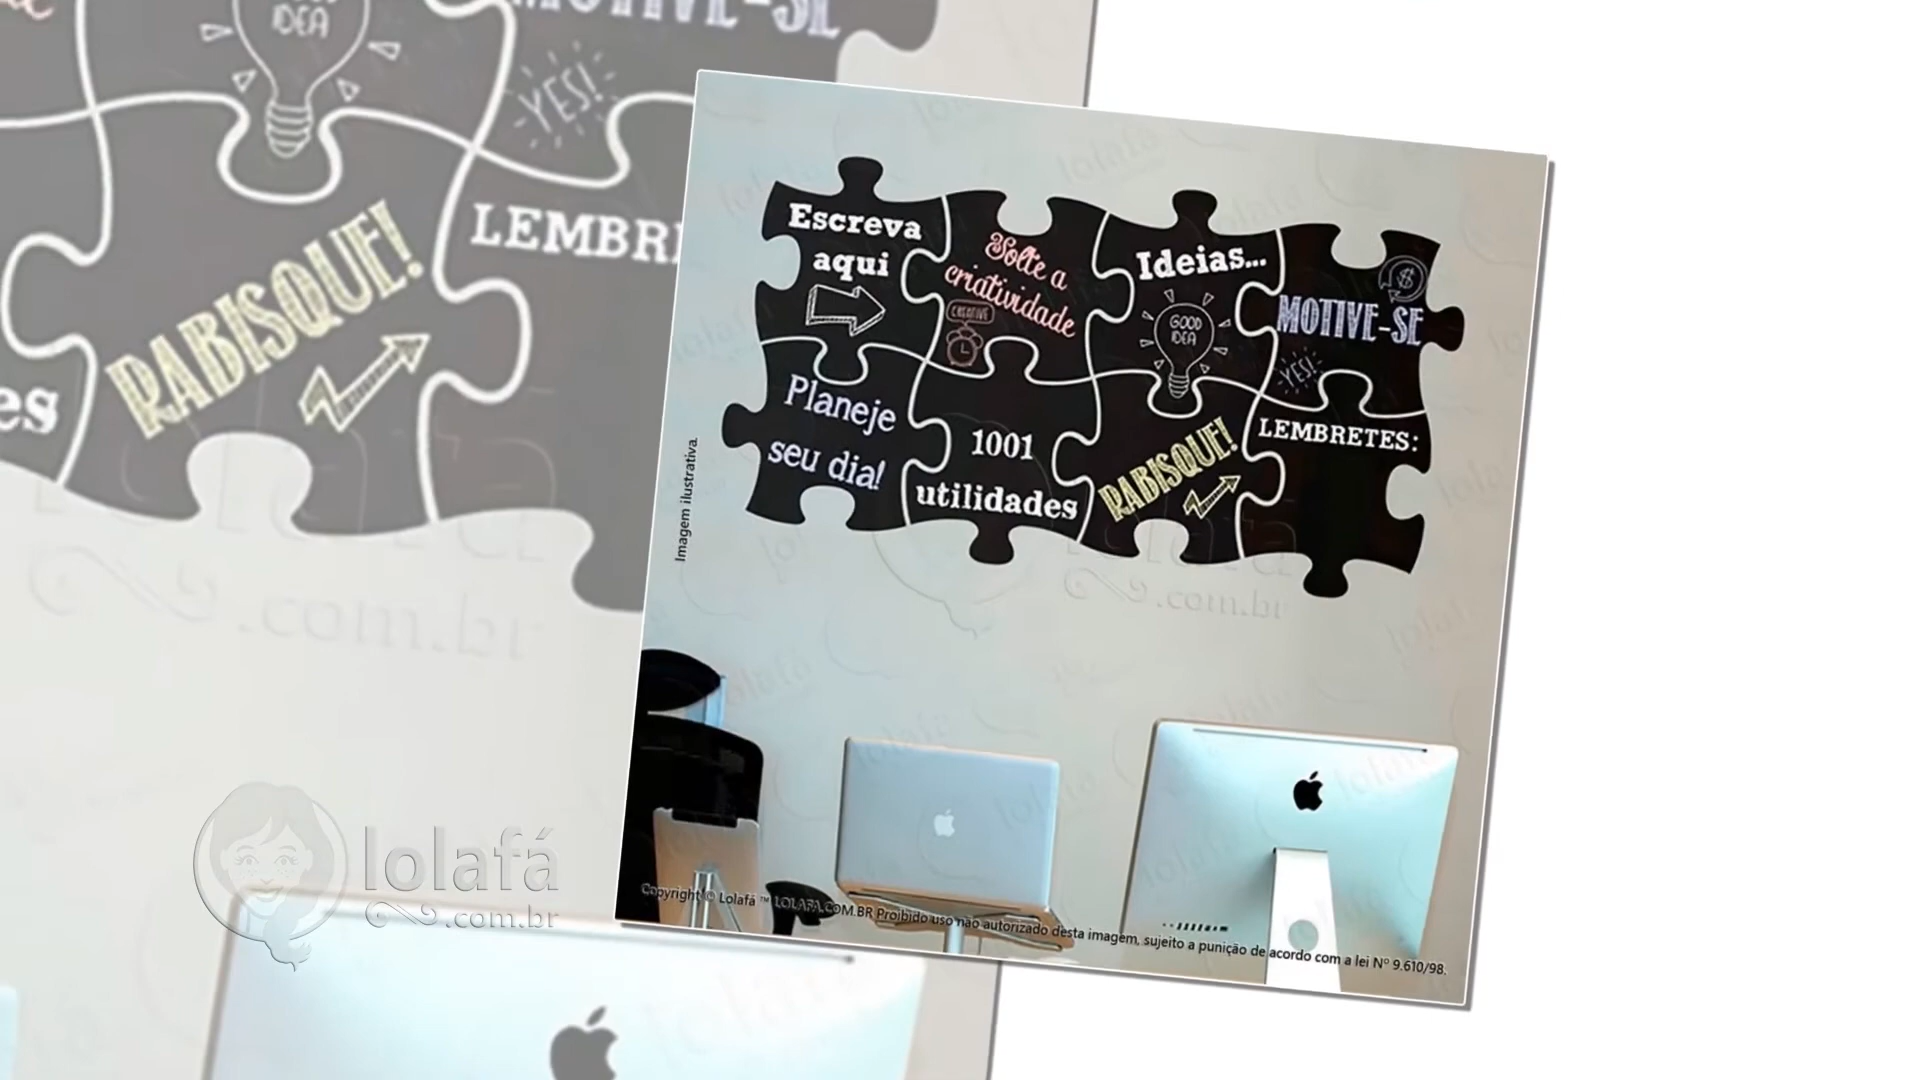 IDEA
MOTIVE-SE
YES!
RABISQUE!
LEMBR
es
Escreva
aqui
Solte a
criatividade
CREATIVE
Ideias...
GOOD
IDEA
MOTIVE-SE
$
YES!
Planeje
seu dia!
1001
utilidades
RABISQUE!
LEMBRETES:
Imagem ilustrativa.
lolafá
.com.br
Copyright © Lolafá ™ LOLAFA.COM.BR Proibido uso não autorizado desta imagem, sujeito a punição de acordo com a lei Nº 9.610/98.